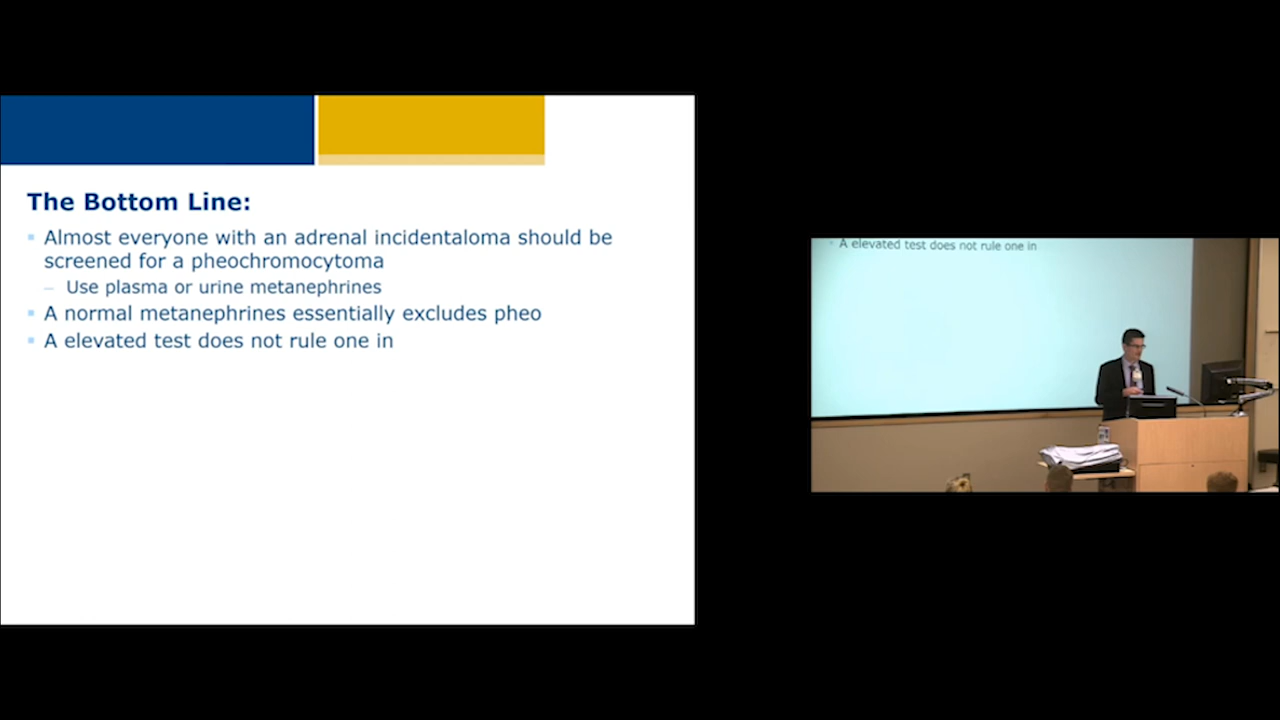 The Bottom Line:
Almost everyone with an adrenal incidentaloma should be
screened for a pheochromocytoma
– Use plasma or urine metanephrines
A normal metanephrines essentially excludes pheo
A elevated test does not rule one in
A elevated test does not rule one in